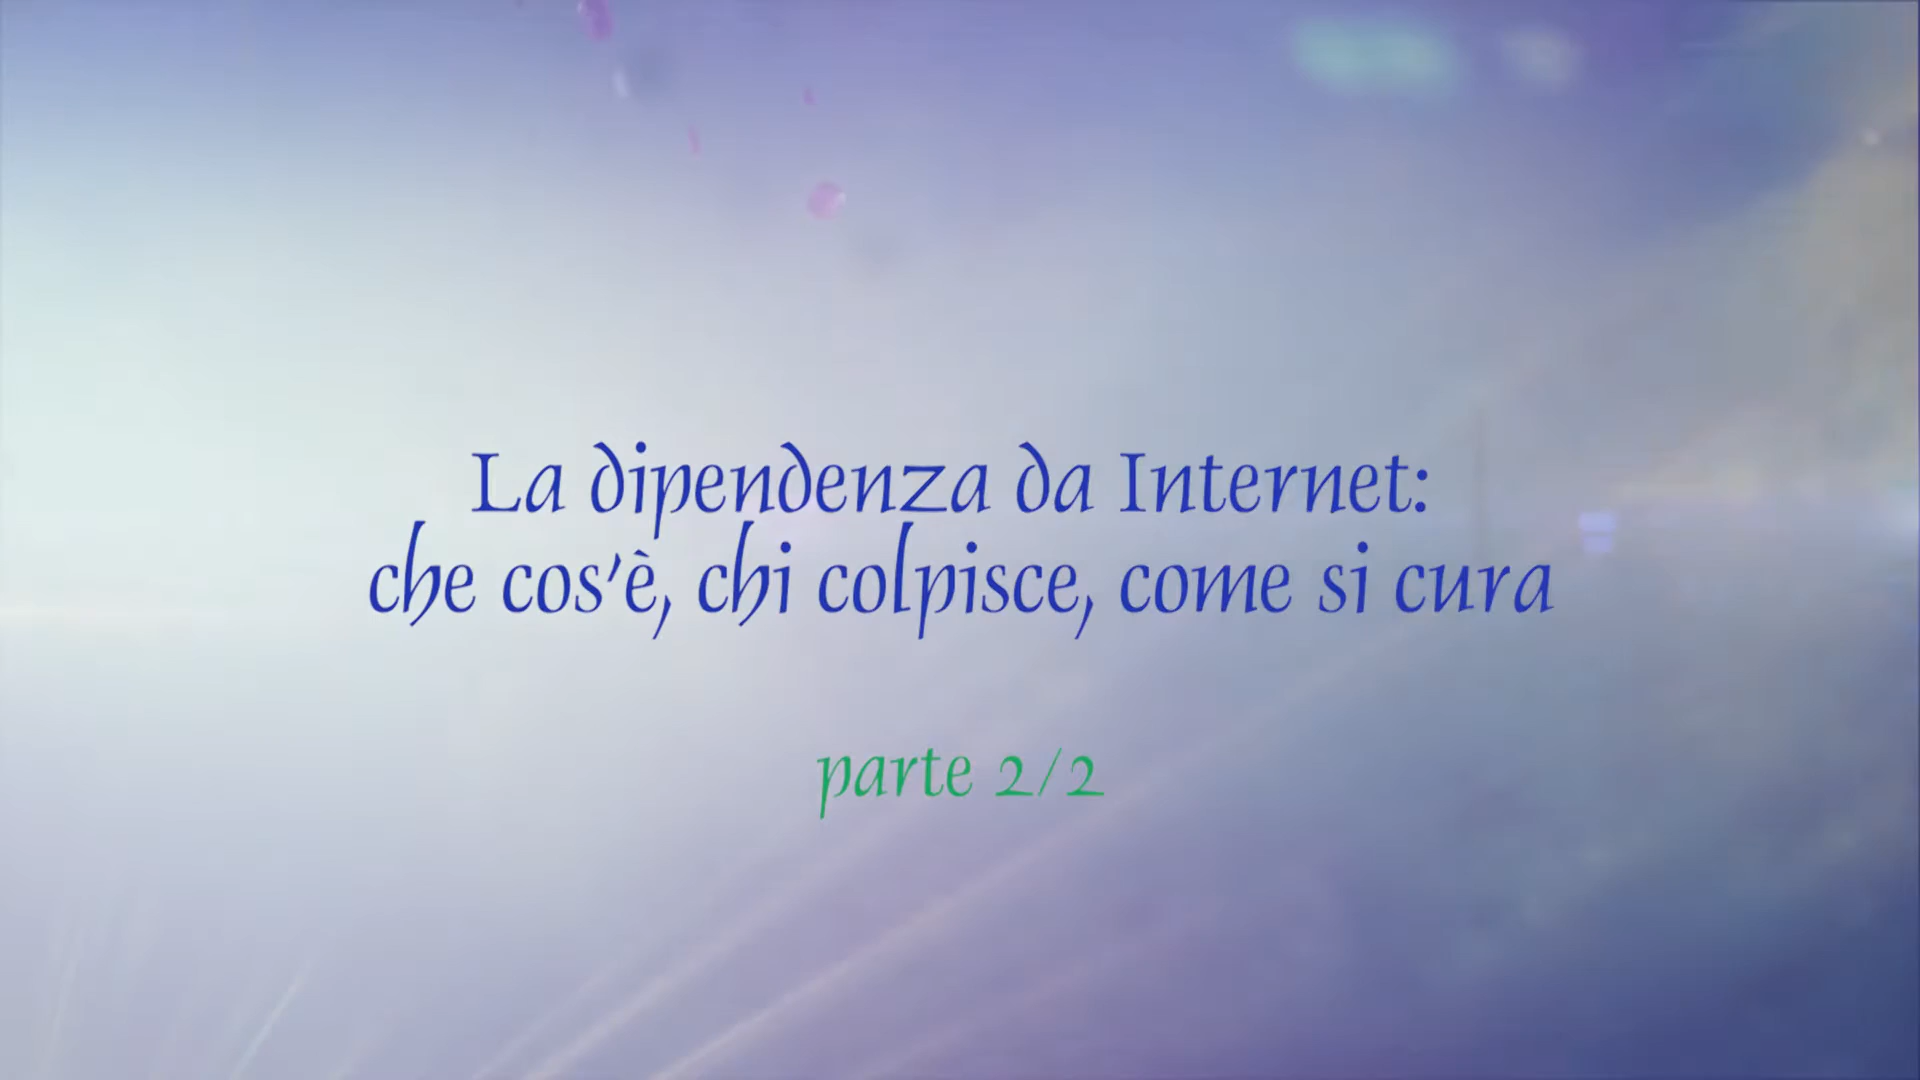 La dipendenza da Internet:
che cos'è, chi colpisce, come si cura
parte 2/2